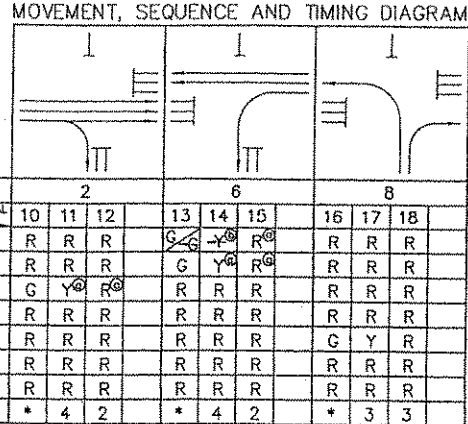 MOVEMENT, SEQUENCE AND TIMING DIAGRAM
2 6 8
10 11 12 13 14 15 16 17 18
R R R G/←G ←Y Ⓖ R Ⓖ R R R
R R R G Y Ⓖ R Ⓖ R R R
G Y Ⓖ R Ⓖ R R R R R R
R R R R R R R R R
R R R R R R G Y R
R R R R R R R R R
R R R R R R R R R
* 4 2 * 4 2 * 3 3